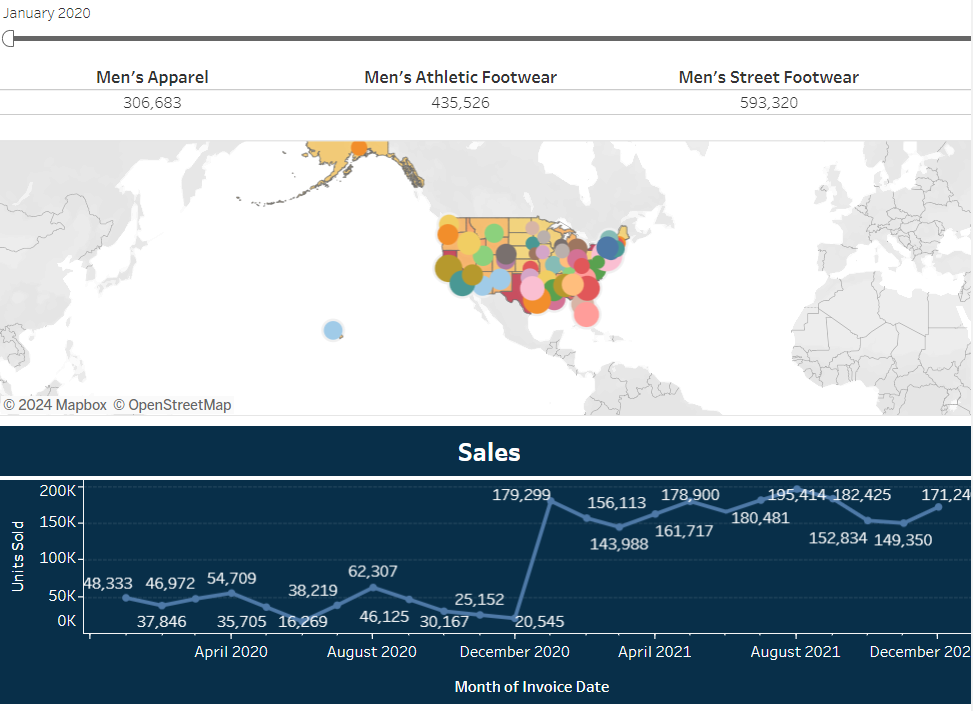 January 2020
Men's Apparel Men's Athletic Footwear Men's Street Footwear
306,683 435,526 593,320
© 2024 Mapbox © OpenStreetMap
Sales
200K
150K
100K
50K
0K
Units Sold
48,333 46,972 54,709 38,219 62,307 25,152 179,299 156,113 178,900 195,414 182,425 171,24
37,846 35,705 16,269 46,125 30,167 20,545 143,988 161,717 180,481 152,834 149,350
April 2020 August 2020 December 2020 April 2021 August 2021 December 202
Month of Invoice Date